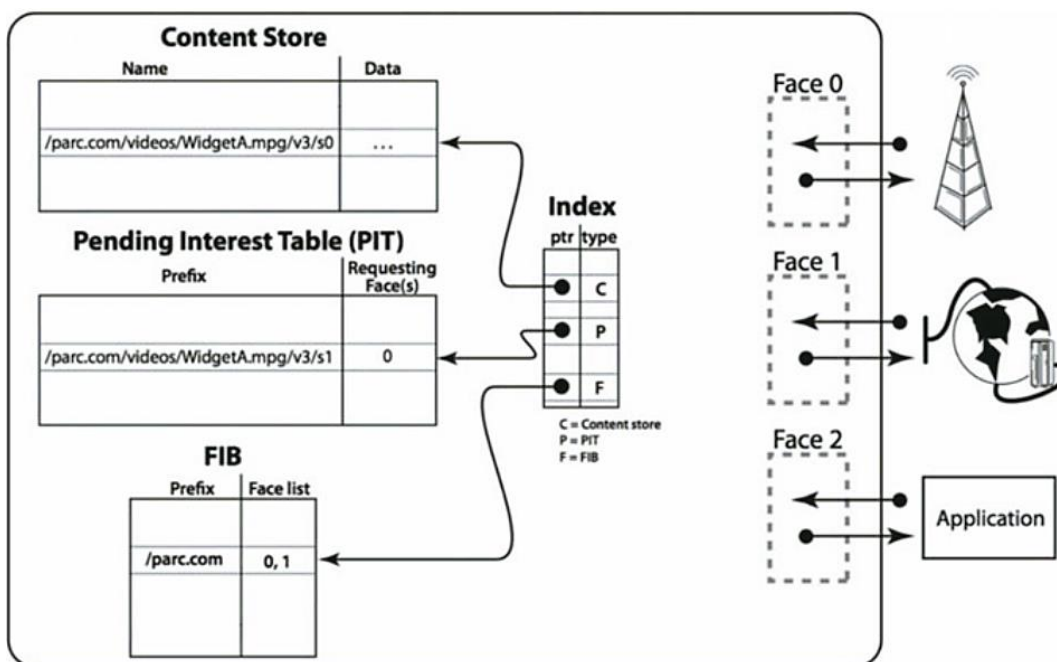 Content Store
Name Data
/parc.com/videos/WidgetA.mpg/v3/s0 ...
Pending Interest Table (PIT)
Prefix Requesting Face(s)
/parc.com/videos/WidgetA.mpg/v3/s1 0
FIB
Prefix Face list
/parc.com 0, 1
Index
ptr type
C
P
F
C = Content store
P = PIT
F = FIB
Face 0
Face 1
Face 2
Application